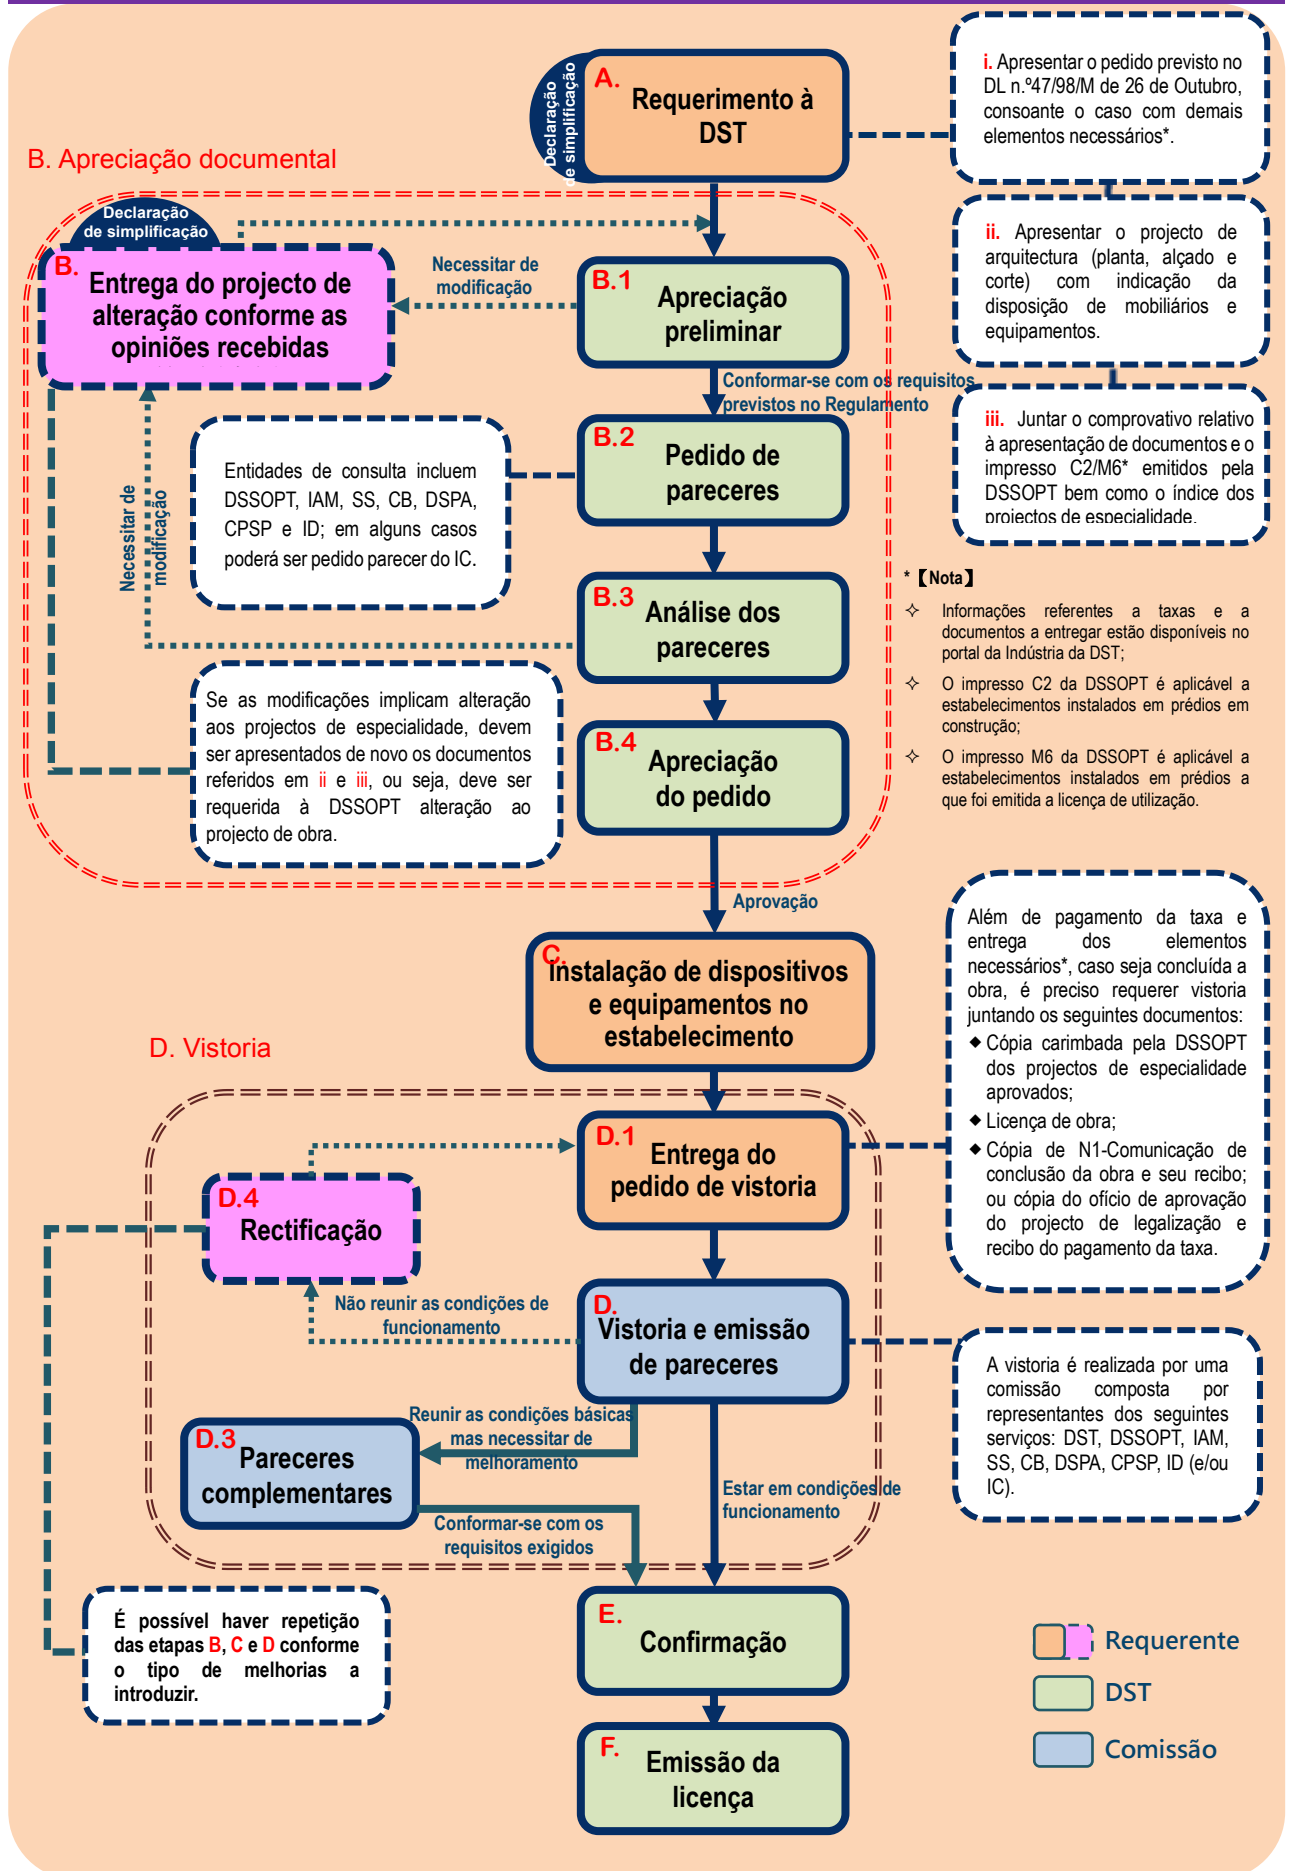 Declaração
de simplificação
A.
Requerimento à
DST
i. Apresentar o pedido previsto no
DL n.º47/98/M de 26 de Outubro,
consoante o caso com demais
elementos necessários*.
B. Apreciação documental
Declaração
de simplificação
B.
Entrega do projecto de
alteração conforme as
opiniões recebidas
Necessitar de
modificação
B.1
Apreciação
preliminar
ii. Apresentar o projecto de
arquitectura (planta, alçado e
corte) com indicação da
disposição de mobiliários e
equipamentos.
Conformar-se com os requisitos
previstos no Regulamento
iii. Juntar o comprovativo relativo
à apresentação de documentos e o
impresso C2/M6* emitidos pela
DSSOPT bem como o índice dos
projectos de especialidade.
Entidades de consulta incluem
DSSOPT, IAM, SS, CB, DSPA,
CPSP e ID; em alguns casos
poderá ser pedido parecer do IC.
B.2
Pedido de
pareceres
Necessitar de
modificação
B.3
Análise dos
pareceres
*【Nota】
✧ Informações referentes a taxas e a
documentos a entregar estão disponíveis no
portal da Indústria da DST;
✧ O impresso C2 da DSSOPT é aplicável a
estabelecimentos instalados em prédios em
construção;
✧ O impresso M6 da DSSOPT é aplicável a
estabelecimentos instalados em prédios a
que foi emitida a licença de utilização.
Se as modificações implicam alteração
aos projectos de especialidade, devem
ser apresentados de novo os documentos
referidos em ii e iii, ou seja, deve ser
requerida à DSSOPT alteração ao
projecto de obra.
B.4
Apreciação
do pedido
Aprovação
C.
Instalação de dispositivos
e equipamentos no
estabelecimento
Além de pagamento da taxa e
entrega dos elementos
necessários*, caso seja concluída a
obra, é preciso requerer vistoria
juntando os seguintes documentos:
◆ Cópia carimbada pela DSSOPT
dos projectos de especialidade
aprovados;
◆ Licença de obra;
◆ Cópia de N1-Comunicação de
conclusão da obra e seu recibo;
ou cópia do ofício de aprovação
do projecto de legalização e
recibo do pagamento da taxa.
D. Vistoria
D.1
Entrega do
pedido de vistoria
D.4
Rectificação
Não reunir as condições de
funcionamento
D.
Vistoria e emissão
de pareceres
A vistoria é realizada por uma
comissão composta por
representantes dos seguintes
serviços: DST, DSSOPT, IAM,
SS, CB, DSPA, CPSP, ID (e/ou
IC).
Reunir as condições básicas
mas necessitar de
melhoramento
D.3
Pareceres
complementares
Estar em condições de
funcionamento
Conformar-se com os
requisitos exigidos
É possível haver repetição
das etapas B, C e D conforme
o tipo de melhorias a
introduzir.
E.
Confirmação
F.
Emissão da
licença
Requerente
DST
Comissão